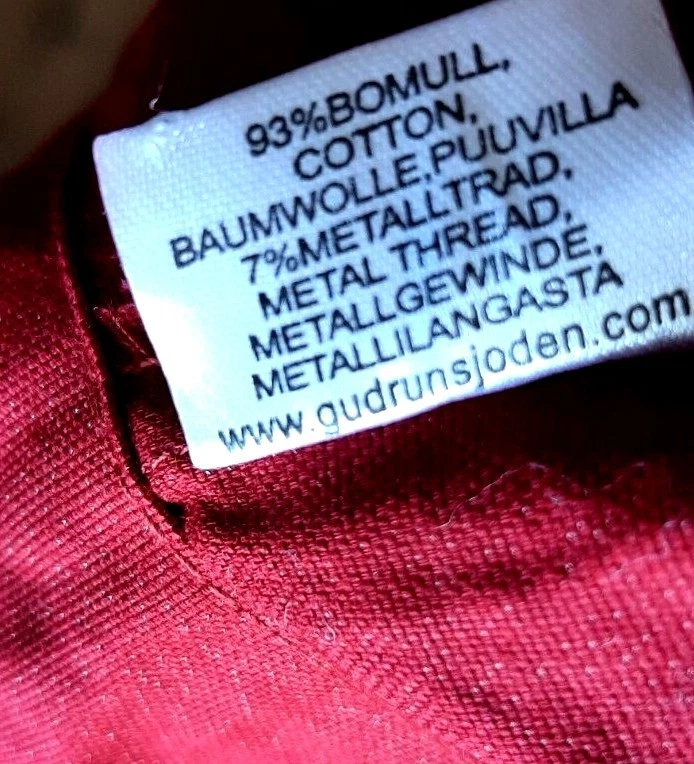 93%BOMULL,
COTTON,
BAUMWOLLE,PUUVILLA
7%METALLTRAD,
METAL THREAD,
METALLGEWINDE,
METALLILANGASTA
www.gudrunsjoden.com